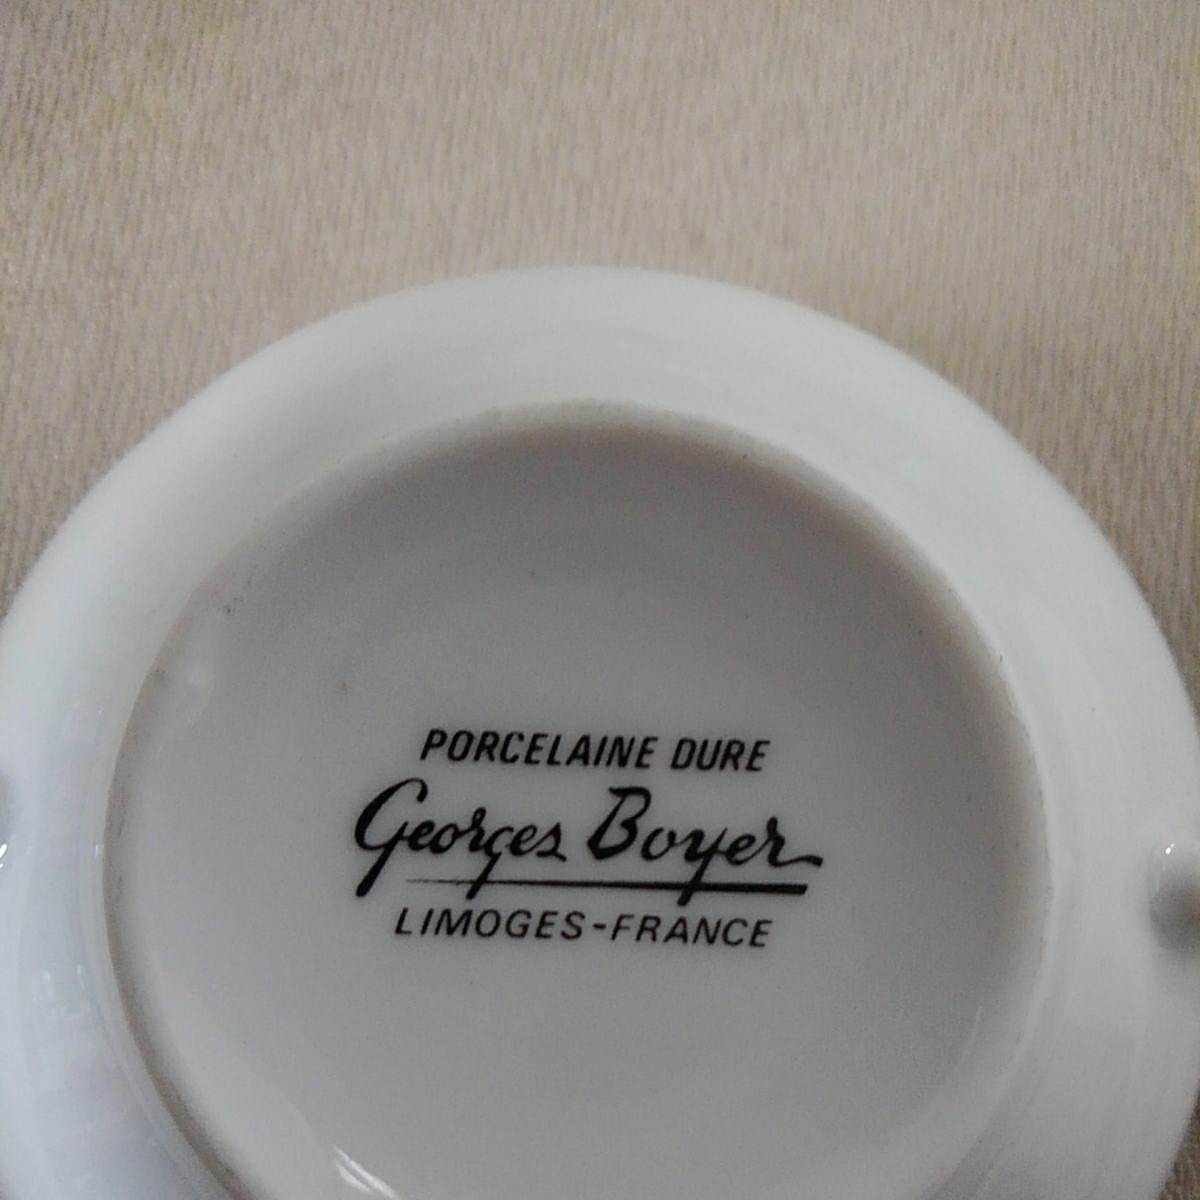 PORCELAINE DURE
Georges Boyer
LIMOGES-FRANCE